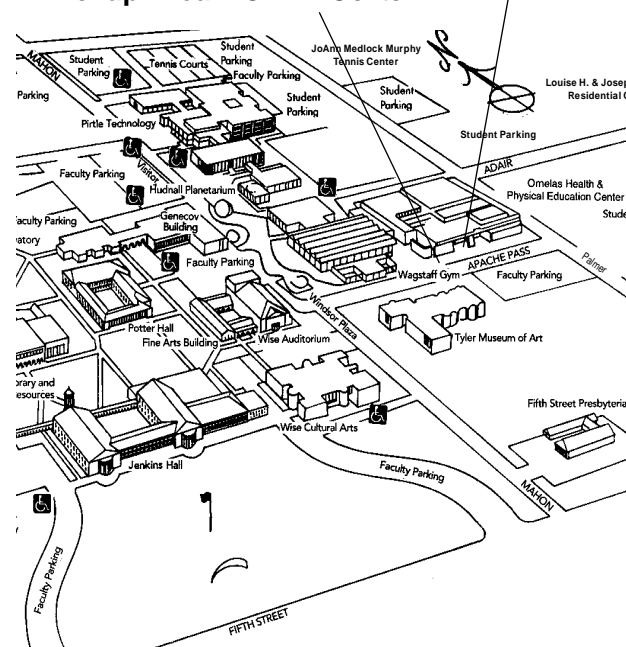 MAHON
Student
Parking
Tennis Courts
Student
Parking
Faculty Parking
JoAnn Medlock Murphy
Tennis Center
Parking
Student
Parking
Student
Parking
Louise H. &
Residential
Pirtle Technology
Student Parking
Visitor
ADAIR
Faculty Parking
Hudnall Planetarium
Omelas Health &
Physical Education Center
Genecov
Building
Faculty Parking
Faculty Parking
Wagstaff Gym
APACHE PASS
Palmer
Faculty Parking
Potter Hall
Windsor Plaza
Fine Arts Building
Wise Auditorium
Tyler Museum of Art
Fifth Street
Wise Cultural Arts
Jenkins Hall
Faculty Parking
MAHON
Faculty Parking
FIFTH STREET